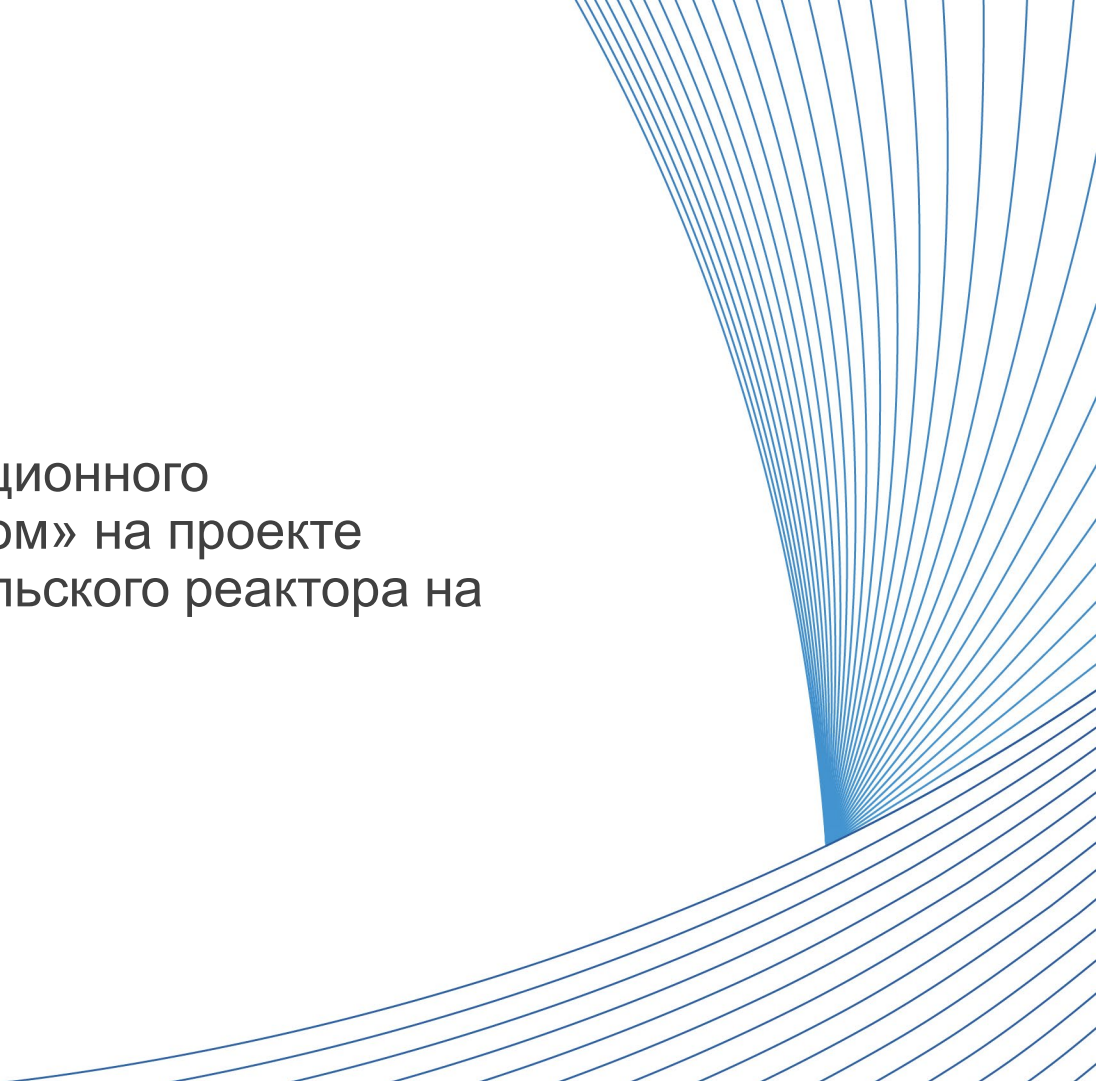 ционного
ом» на проекте
льского реактора на